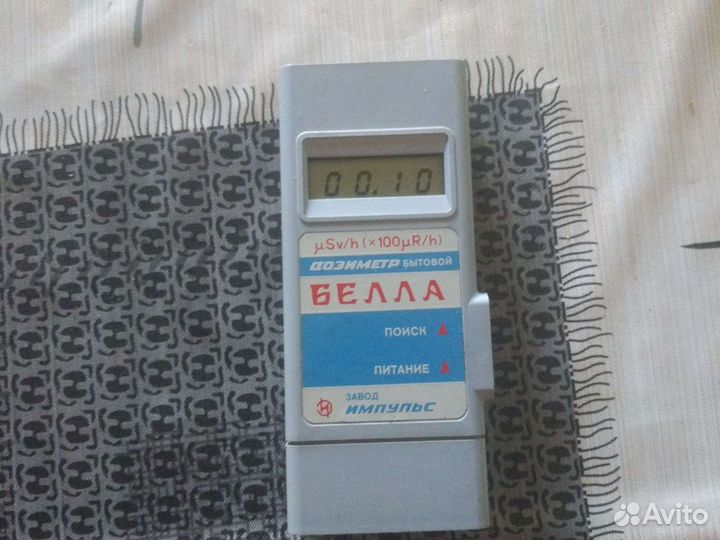 00.10
μSv/h (×100μR/h)
ДОЗИМЕТР БЫТОВОЙ
БЕЛЛА
ПОИСК
ПИТАНИЕ
ЗАВОД
ИМПУЛЬС
Avito